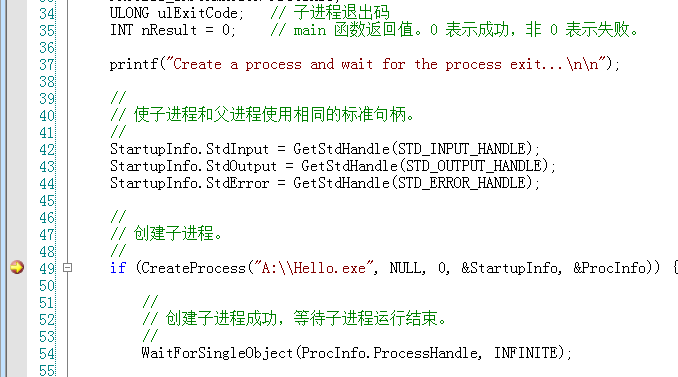 34 ULONG ulExitCode; // 子进程退出码
35 INT nResult = 0; // main 函数返回值。0 表示成功，非 0 表示失败。
36
37 printf("Create a process and wait for the process exit...\n\n");
38
39 //
40 // 使子进程和父进程使用相同的标准句柄。
41 //
42 StartupInfo.StdInput = GetStdHandle(STD_INPUT_HANDLE);
43 StartupInfo.StdOutput = GetStdHandle(STD_OUTPUT_HANDLE);
44 StartupInfo.StdError = GetStdHandle(STD_ERROR_HANDLE);
45
46 //
47 // 创建子进程。
48 //
49 if (CreateProcess("A:\\Hello.exe", NULL, 0, &StartupInfo, &ProcInfo)) {
50
51 //
52 // 创建子进程成功，等待子进程运行结束。
53 //
54 WaitForSingleObject(ProcInfo.ProcessHandle, INFINITE);
55